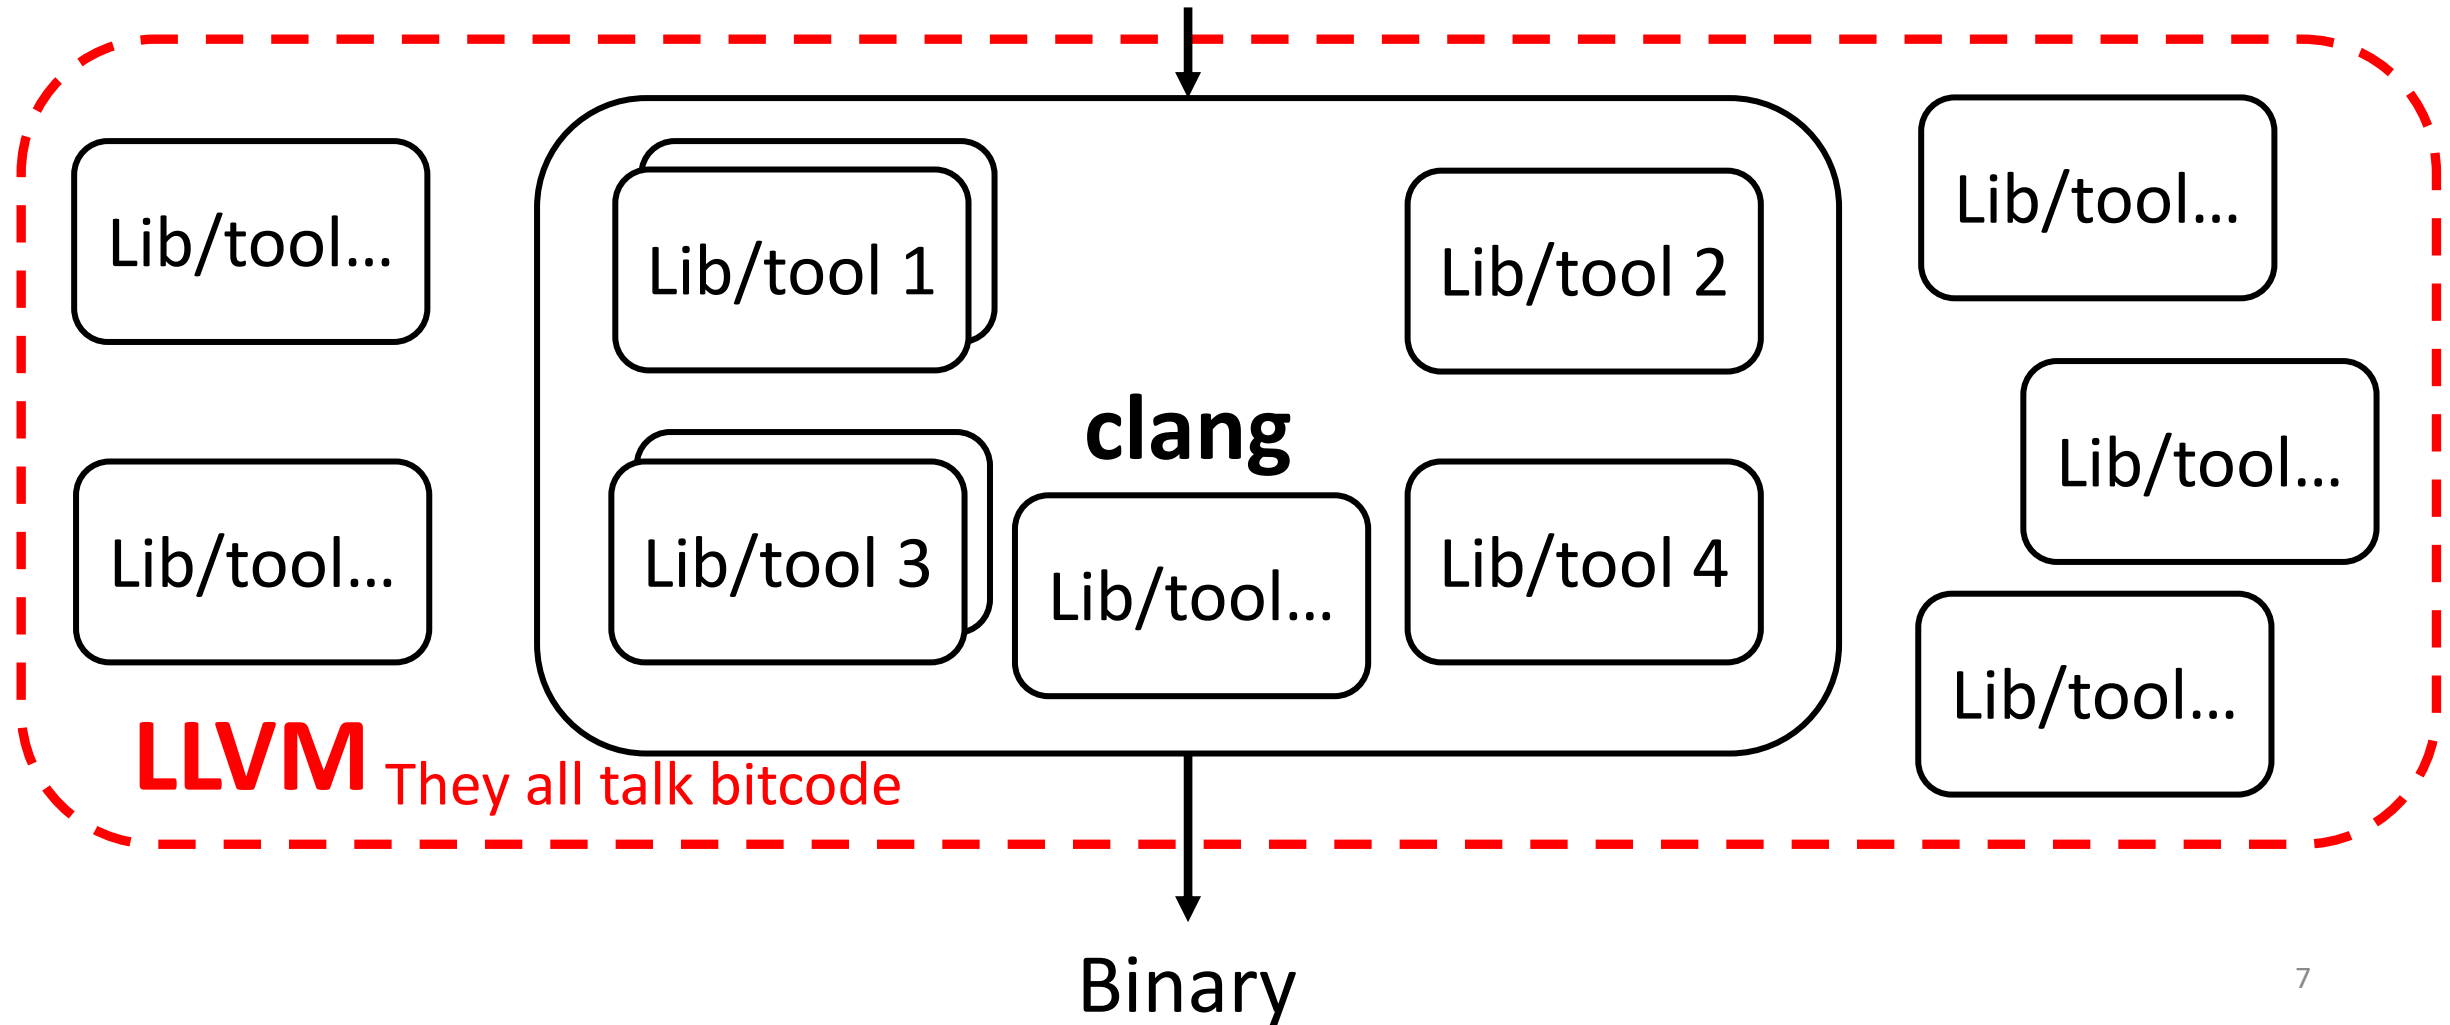 Lib/tool...
Lib/tool 1
Lib/tool 2
Lib/tool...
clang
Lib/tool...
Lib/tool...
Lib/tool 3
Lib/tool...
Lib/tool 4
Lib/tool...
LLVM They all talk bitcode
Binary
7